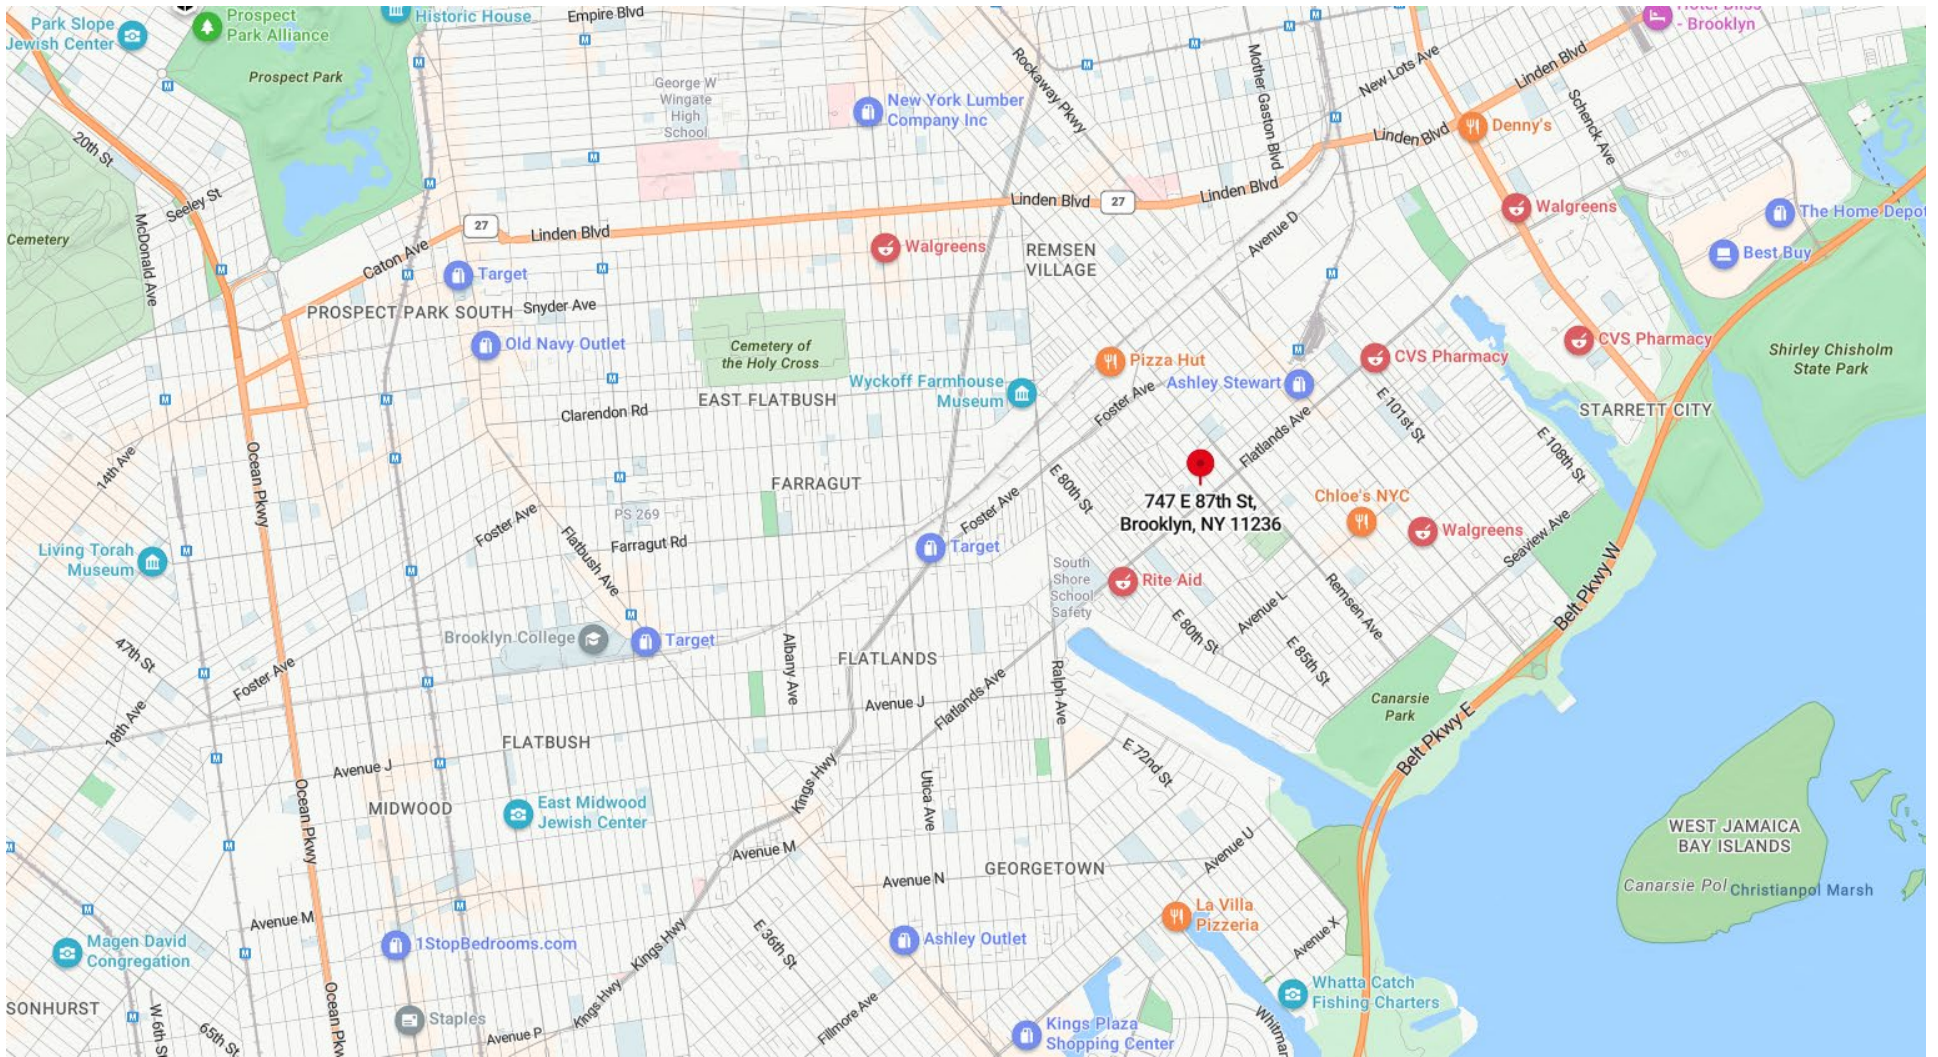 Park Slope
Jewish Center
Prospect
Park Alliance
Historic House
Empire Blvd
- Brooklyn
Prospect Park
George W
Wingate
High
School
New York Lumber
Company Inc
Rockaway Pkwy
Mother Gaston Blvd
New Lots Ave
Linden Blvd
Schenck Ave
Linden Blvd
Denny's
20th St
Seeley St
McDonald Ave
Cemetery
Linden Blvd
27
Linden Blvd
Walgreens
The Home Depot
Best Buy
27
Linden Blvd
Caton Ave
Target
Walgreens
REMSEN
VILLAGE
Avenue D
PROSPECT PARK SOUTH
Snyder Ave
Old Navy Outlet
Cemetery of
the Holy Cross
Pizza Hut
Ashley Stewart
CVS Pharmacy
CVS Pharmacy
Shirley Chisholm
State Park
Wyckoff Farmhouse
Museum
EAST FLATBUSH
Clarendon Rd
Foster Ave
Flatlands Ave
E 101st St
STARRETT CITY
E 108th St
14th Ave
Ocean Pkwy
FARRAGUT
E 80th St
747 E 87th St,
Brooklyn, NY 11236
Chloe's NYC
Walgreens
Seaview Ave
PS 269
Foster Ave
Flatbush Ave
Farragut Rd
Foster Ave
Target
Living Torah
Museum
South
Shore
School
Safety
Rite Aid
Remsen Ave
Avenue L
E 80th St
E 85th St
Belt Pkwy W
Brooklyn College
Target
Albany Ave
FLATLANDS
47th St
Foster Ave
18th Ave
Avenue J
Flatlands Ave
Ralph Ave
Canarsie
Park
Belt Pkwy E
FLATBUSH
Avenue J
E 72nd St
Kings Hwy
Utica Ave
MIDWOOD
East Midwood
Jewish Center
Ocean Pkwy
Avenue M
Avenue U
WEST JAMAICA
BAY ISLANDS
GEORGETOWN
Avenue N
Canarsie Pol
Christianpol Marsh
Avenue M
E 36th St
La Villa
Pizzeria
Avenue X
Magen David
Congregation
1StopBedrooms.com
Kings Hwy
Ashley Outlet
Whatta Catch
Fishing Charters
SONHURST
W 6th St
65th St
Ocean Pkw
Staples
Avenue P
Kings Hwy
Fillmore Ave
Kings Plaza
Shopping Center
Whitmar